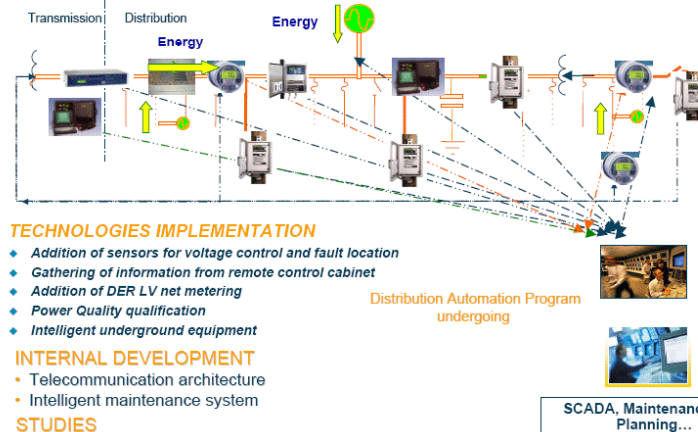 Transmission
Distribution
Energy
Energy
TECHNOLOGIES IMPLEMENTATION
Addition of sensors for voltage control and fault location
Gathering of information from remote control cabinet
Addition of DER LV net metering
Power Quality qualification
Intelligent underground equipment
Distribution Automation Program
undergoing
INTERNAL DEVELOPMENT
• Telecommunication architecture
• Intelligent maintenance system
STUDIES
SCADA, Maintenan
Planning…